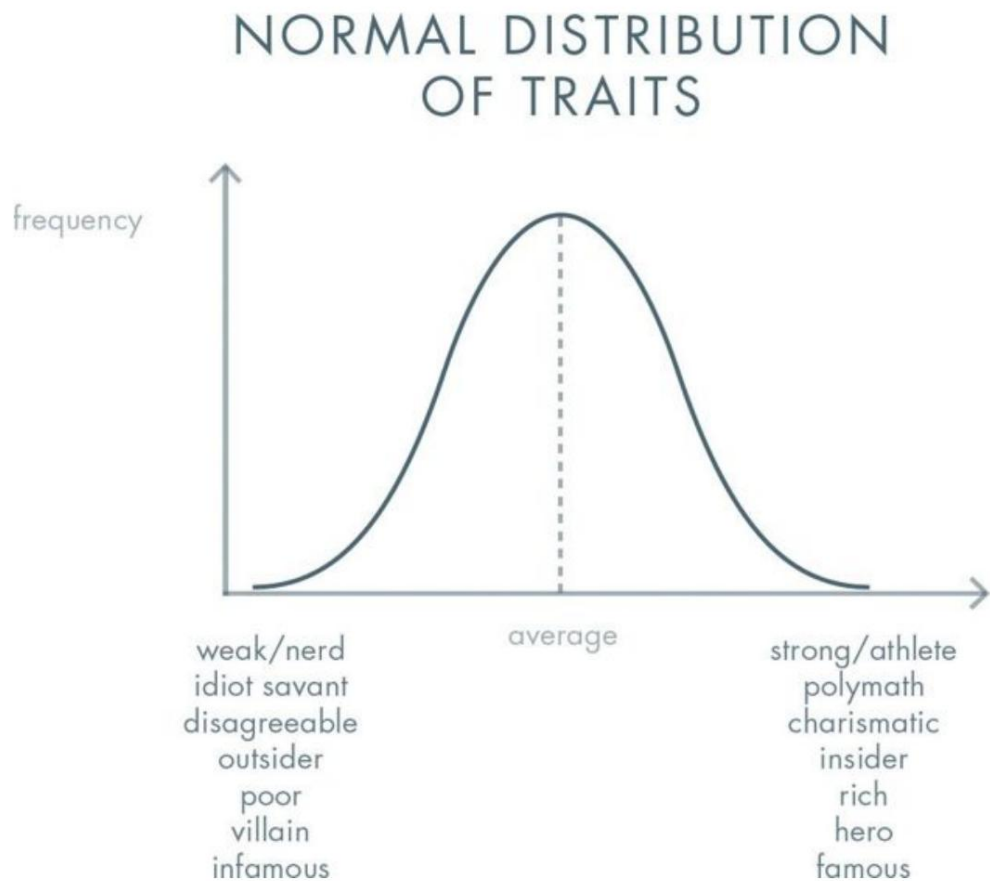 NORMAL DISTRIBUTION
OF TRAITS
frequency
average
weak/nerd
idiot savant
disagreeable
outsider
poor
villain
infamous
strong/athlete
polymath
charismatic
insider
rich
hero
famous